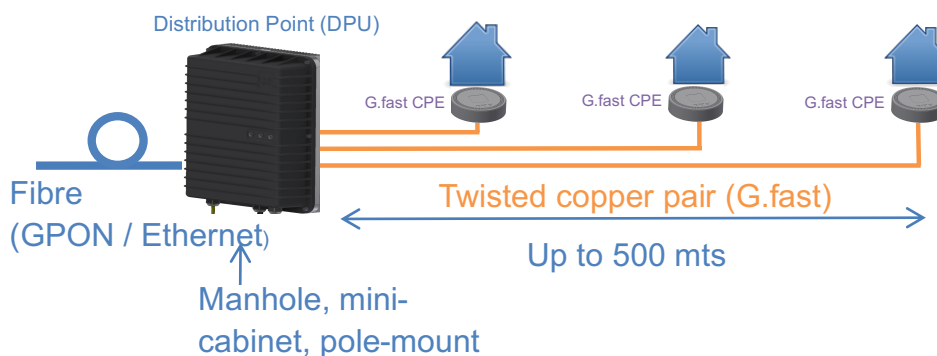 Distribution Point (DPU)
G.fast CPE
G.fast CPE
G.fast CPE
Fibre
(GPON / Ethernet)
Twisted copper pair (G.fast)
Up to 500 mts
Manhole, mini-
cabinet, pole-mount